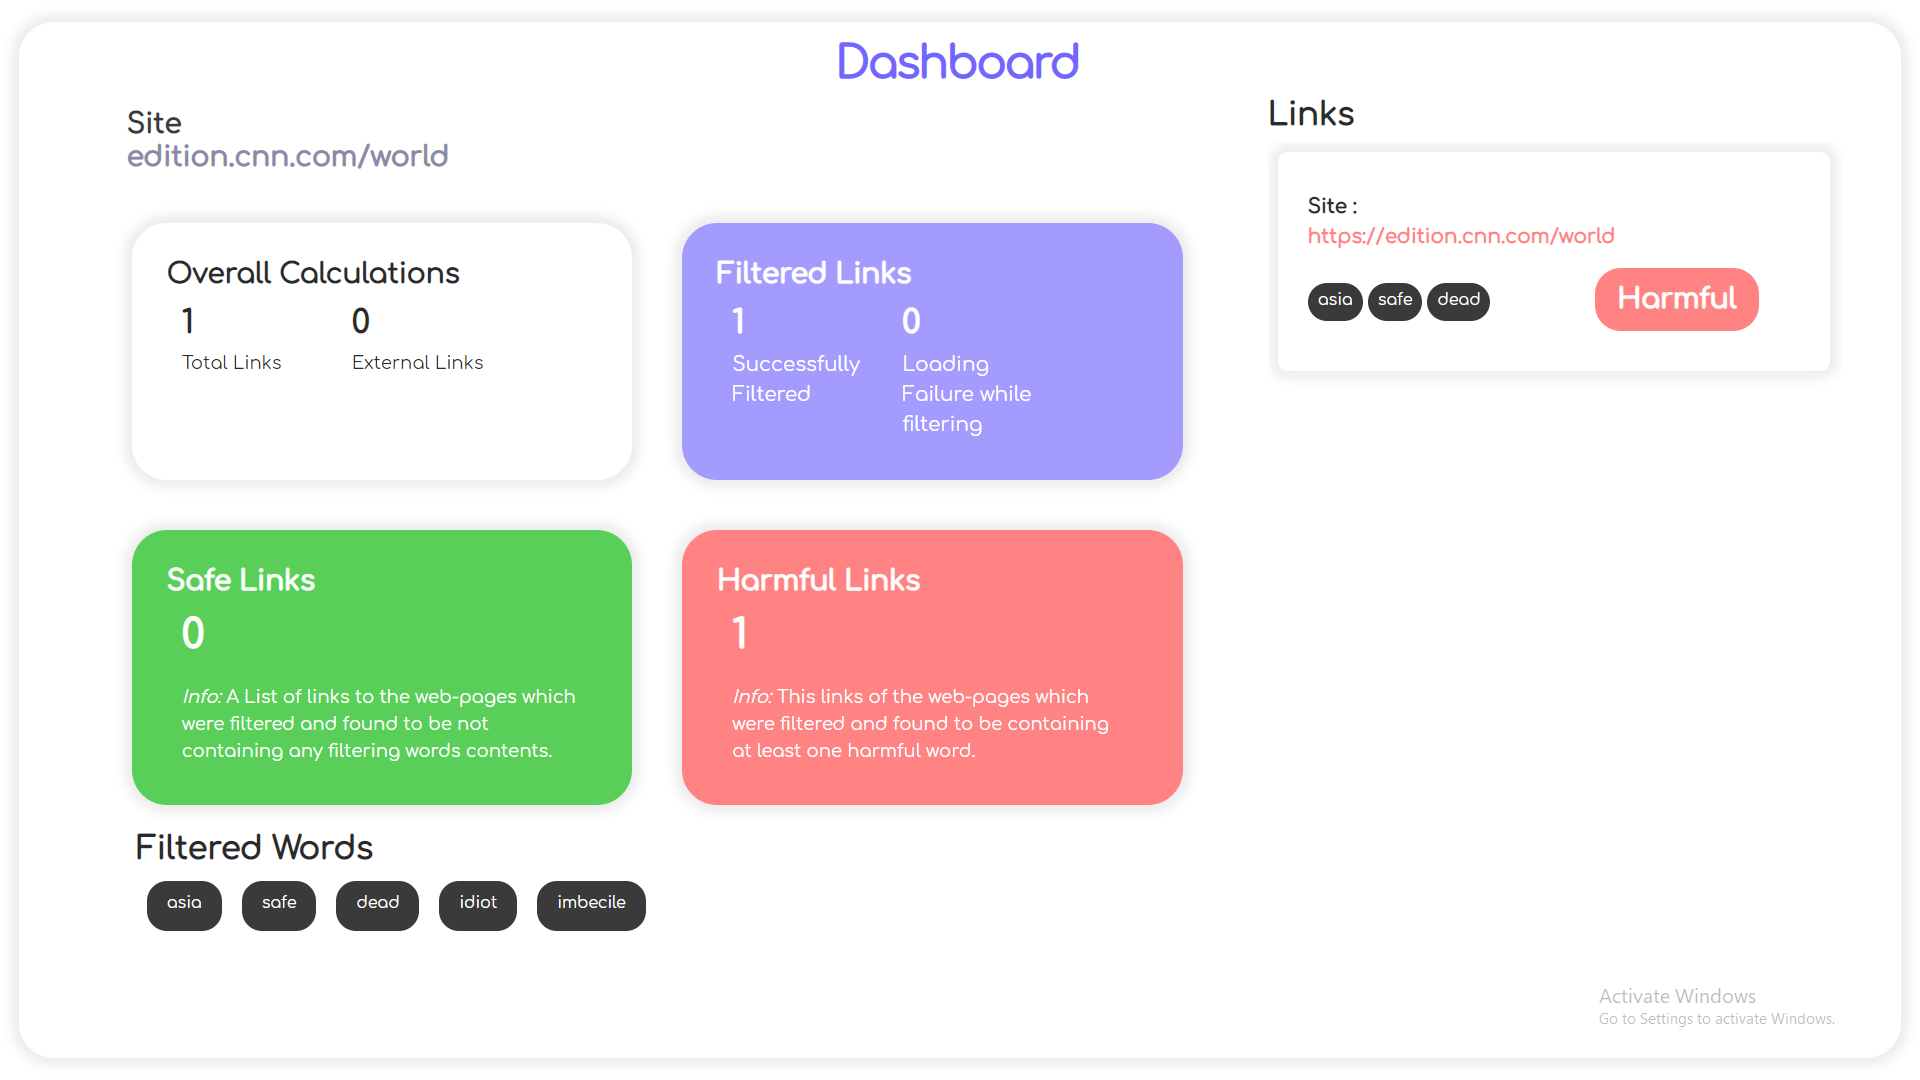 Dashboard
Site
edition.cnn.com/world
Overall Calculations
1
Total Links
0
External Links
Filtered Links
1
Successfully
Filtered
0
Loading
Failure while
filtering
Safe Links
0
Info: A List of links to the web-pages which
were filtered and found to be not
containing any filtering words contents.
Harmful Links
1
Info: This links of the web-pages which
were filtered and found to be containing
at least one harmful word.
Filtered Words
asia safe dead idiot imbecile
Links
Site :
https://edition.cnn.com/world
asia safe dead
Harmful
Activate Windows
Go to Settings to activate Windows.